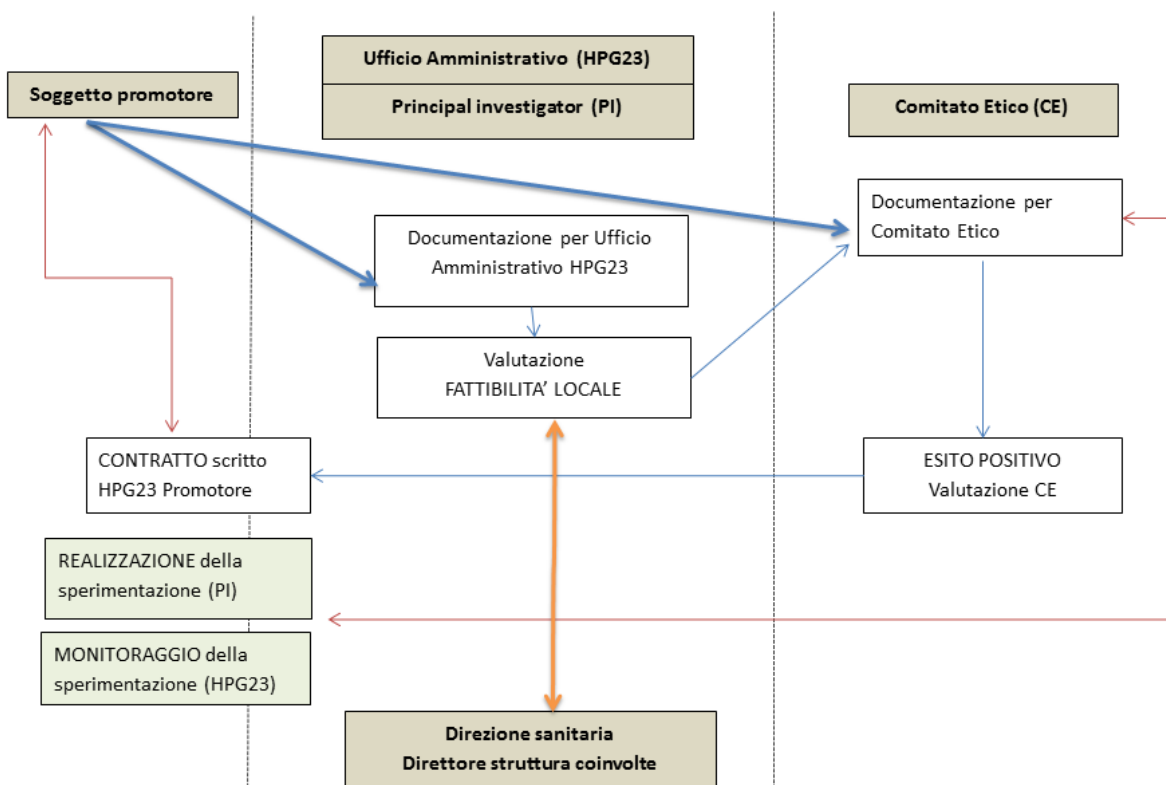 Soggetto promotore
Ufficio Amministrativo (HPG23)
Principal investigator (PI)
Comitato Etico (CE)
Documentazione per Ufficio
Amministrativo HPG23
Documentazione per
Comitato Etico
Valutazione
FATTIBILITA’ LOCALE
CONTRATTO scritto
HPG23 Promotore
ESITO POSITIVO
Valutazione CE
REALIZZAZIONE della
sperimentazione (PI)
MONITORAGGIO della
sperimentazione (HPG23)
Direzione sanitaria
Direttore struttura coinvolte